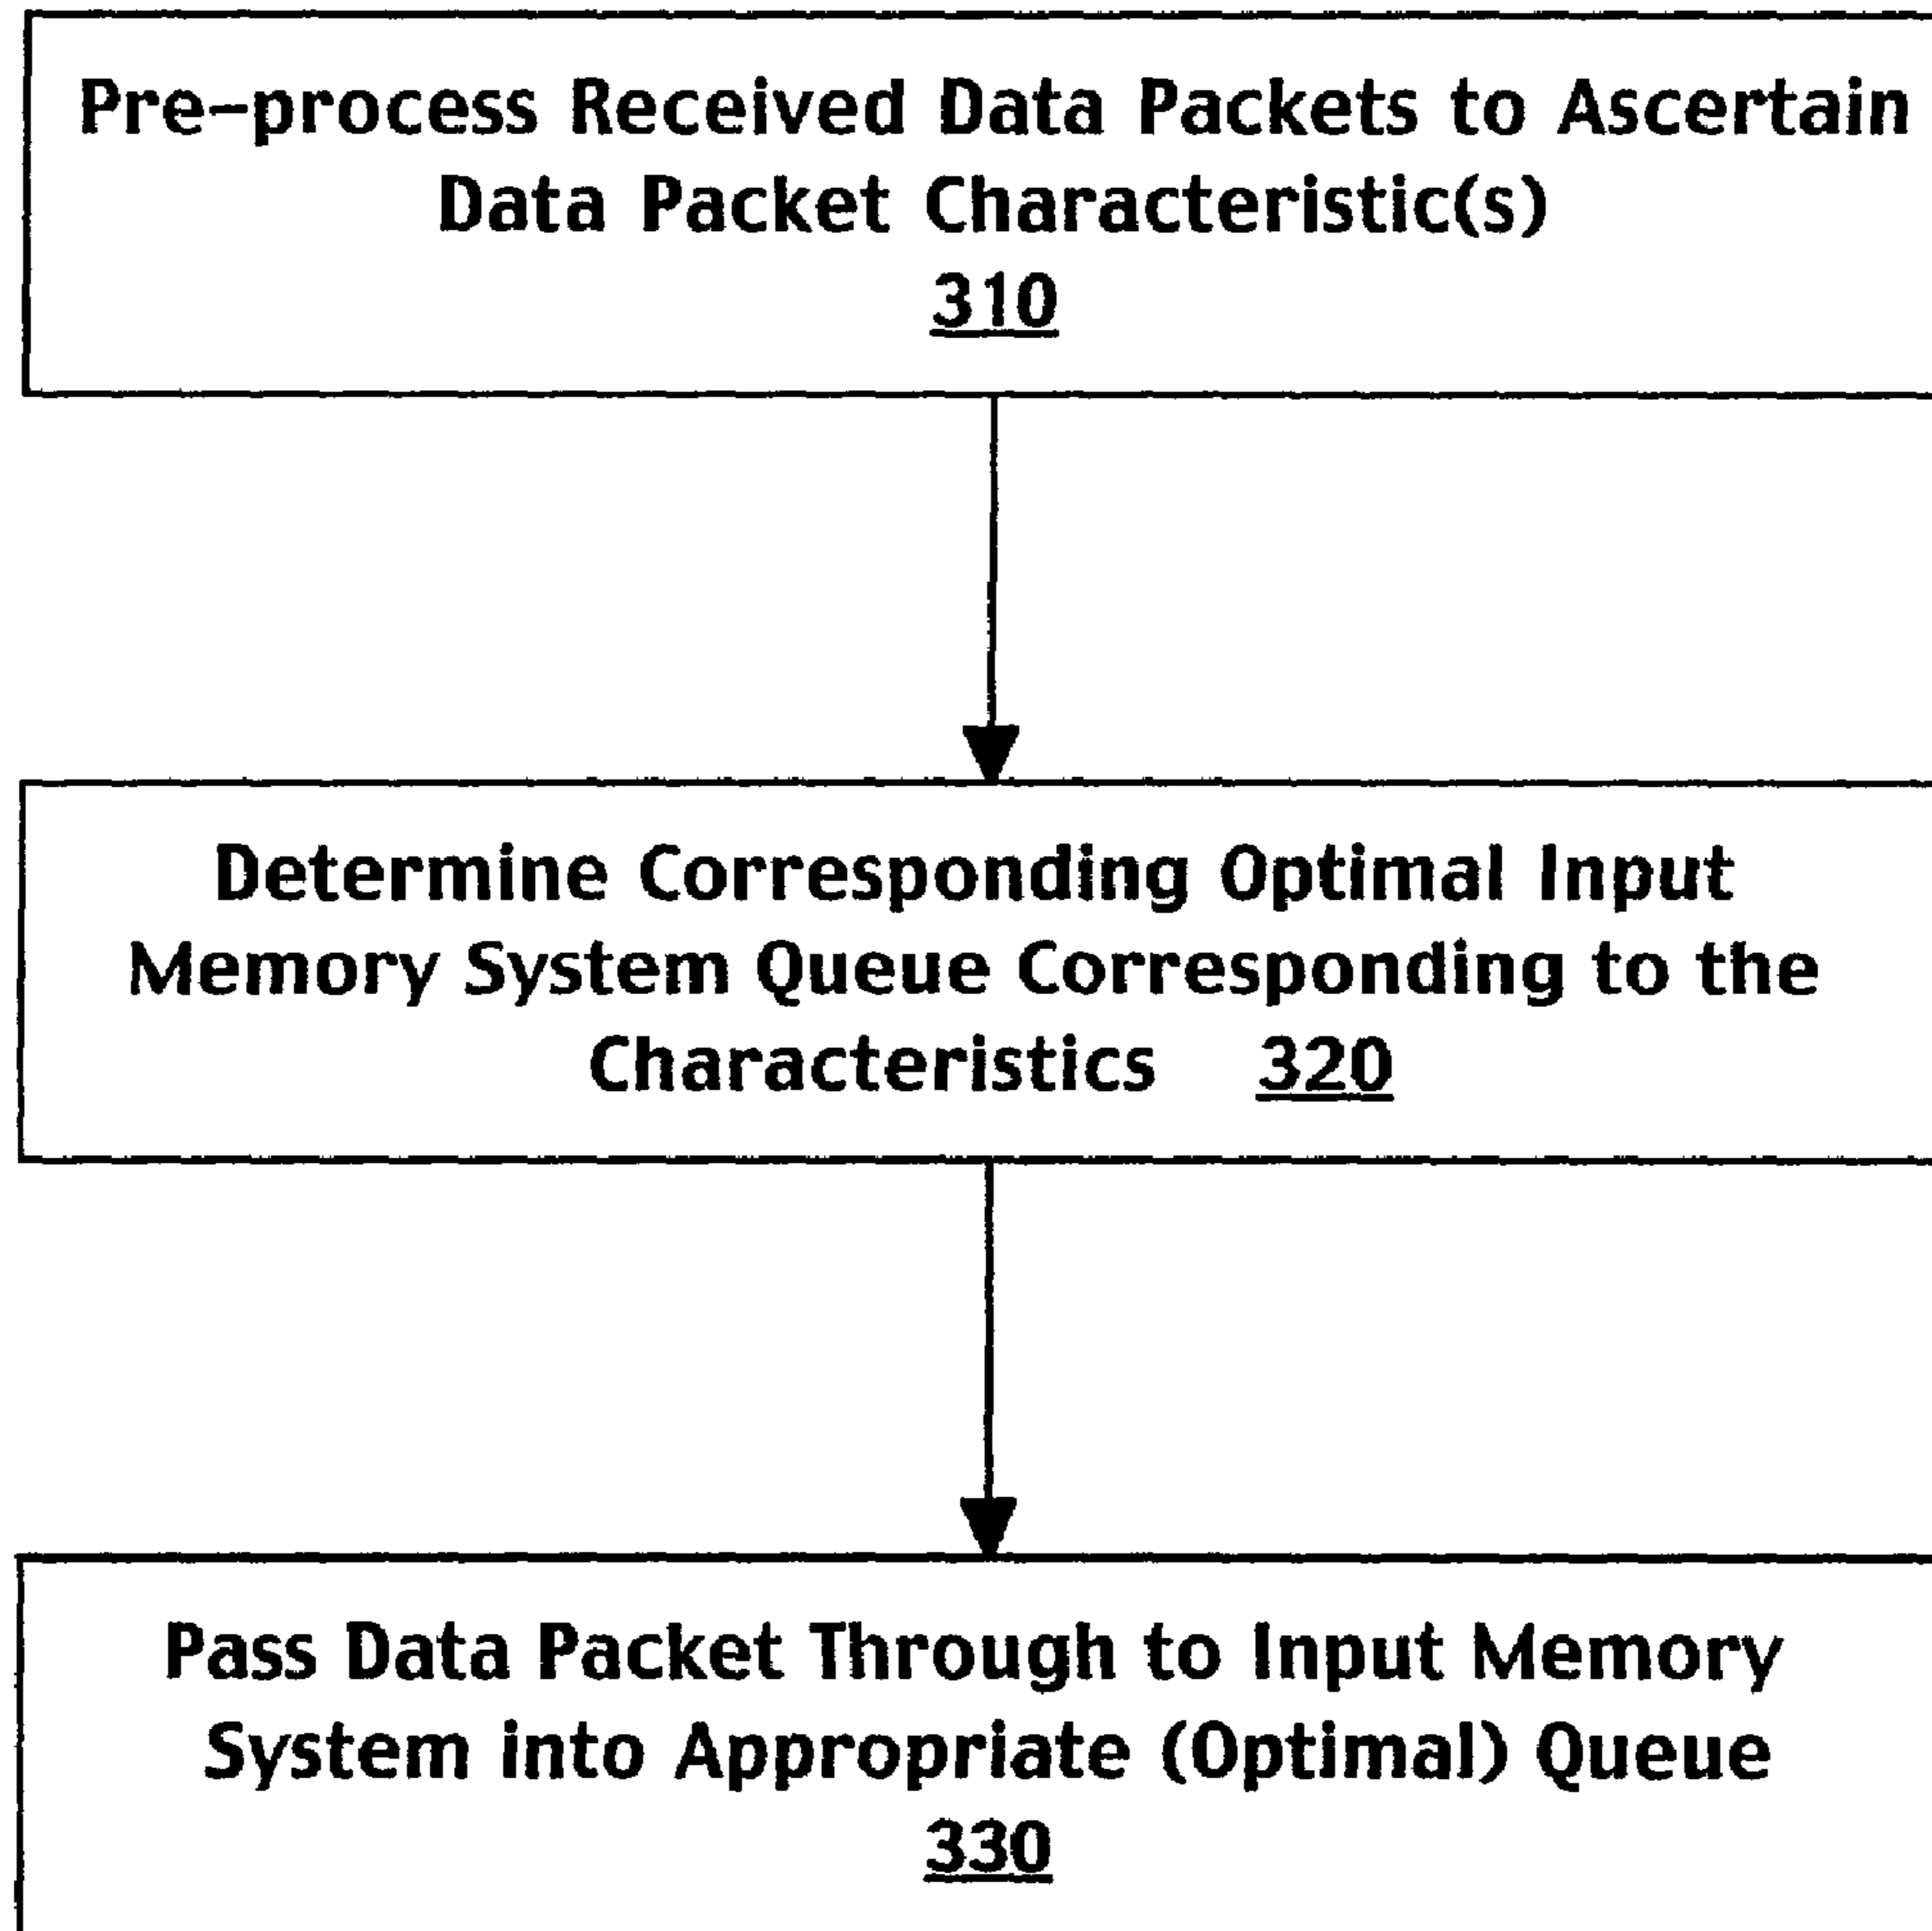 Pre-process Received Data Packets to Ascertain
Data Packet Characteristic(s)
310
Determine Corresponding Optimal Input
Memory System Queue Corresponding to the
Characteristics 320
Pass Data Packet Through to Input Memory
System into Appropriate (Optimal) Queue
330